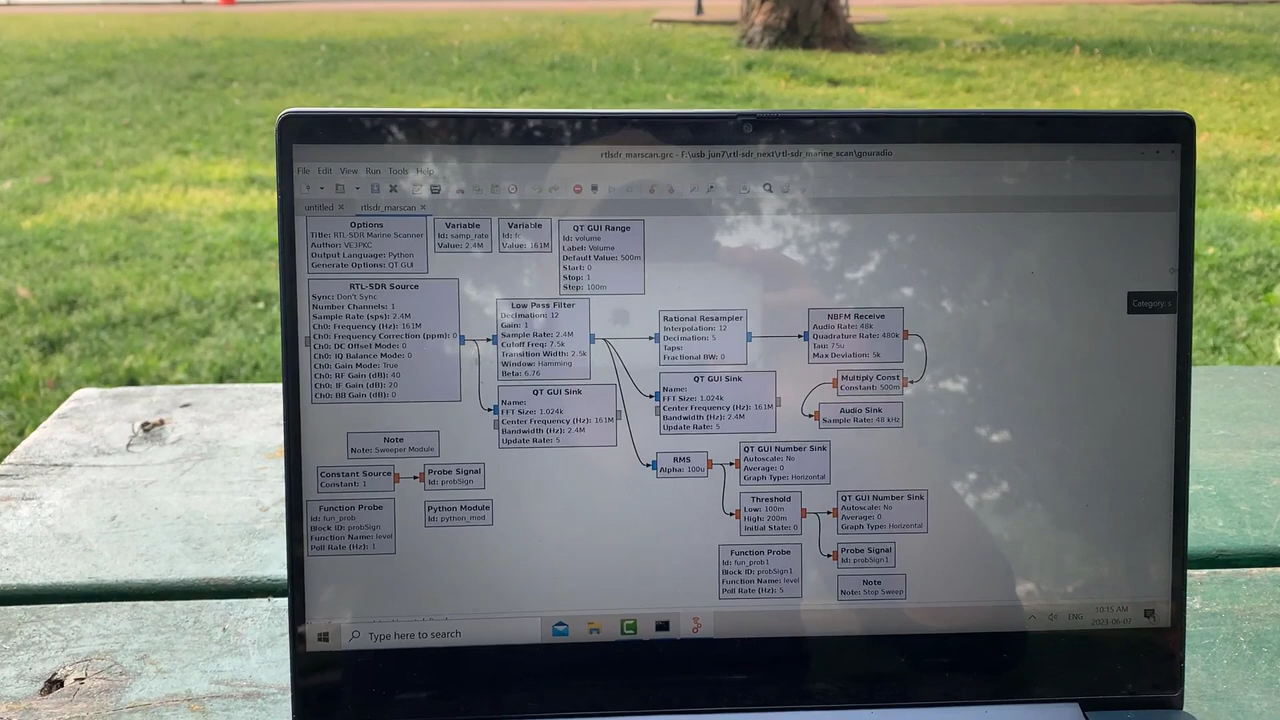 rtlsdr_marscan.grc - F:\usb jun7\rtl-sdr_next\rtl-sdr_marine_scan\gnuradio
File Edit View Run Tools Help
untitled rtlsdr_marscan
Options
Title: RTL-SDR Marine Scanner
Author: VE3PKC
Output Language: Python
Generate Options: QT GUI
Variable
Id: samp_rate
Value: 2.4M
Variable
Id: fc
Value: 161M
QT GUI Range
Id: volume
Label: Volume
Default Value: 500m
Start: 0
Stop: 1
Step: 100m
RTL-SDR Source
Sync: Don't Sync
Number Channels: 1
Sample Rate (sps): 2.4M
Ch0: Frequency (Hz): 161M
Ch0: Frequency Correction (ppm): 0
Ch0: DC Offset Mode: 0
Ch0: IQ Balance Mode: 0
Ch0: Gain Mode: True
Ch0: RF Gain (dB): 40
Ch0: IF Gain (dB): 20
Ch0: BB Gain (dB): 0
Low Pass Filter
Decimation: 12
Gain: 1
Sample Rate: 2.4M
Cutoff Freq: 7.5k
Transition Width: 2.5k
Window: Hamming
Beta: 6.76
Rational Resampler
Interpolation: 12
Decimation: 5
Taps:
Fractional BW: 0
NBFM Receive
Audio Rate: 48k
Quadrature Rate: 480k
Tau: 75u
Max Deviation: 5k
Category: s
QT GUI Sink
Name:
FFT Size: 1.024k
Center Frequency (Hz): 161M
Bandwidth (Hz): 2.4M
Update Rate: 5
QT GUI Sink
Name:
FFT Size: 1.024k
Center Frequency (Hz): 161M
Bandwidth (Hz): 2.4M
Update Rate: 5
Multiply Const
Constant: 500m
Audio Sink
Sample Rate: 48 kHz
Note
Note: Sweeper Module
Constant Source
Constant: 1
Probe Signal
Id: probSign
RMS
Alpha: 100u
QT GUI Number Sink
Autoscale: No
Average: 0
Graph Type: Horizontal
Function Probe
Id: fun_prob
Block ID: probSign
Function Name: level
Poll Rate (Hz): 1
Python Module
Id: python_mod
Threshold
Low: 100m
High: 200m
Initial State: 0
QT GUI Number Sink
Autoscale: No
Average: 0
Graph Type: Horizontal
Function Probe
Id: fun_prob1
Block ID: probSign1
Function Name: level
Poll Rate (Hz): 5
Probe Signal
Id: probSign1
Note
Note: Stop Sweep
Type here to search
ENG
10:15 AM
2023-06-07